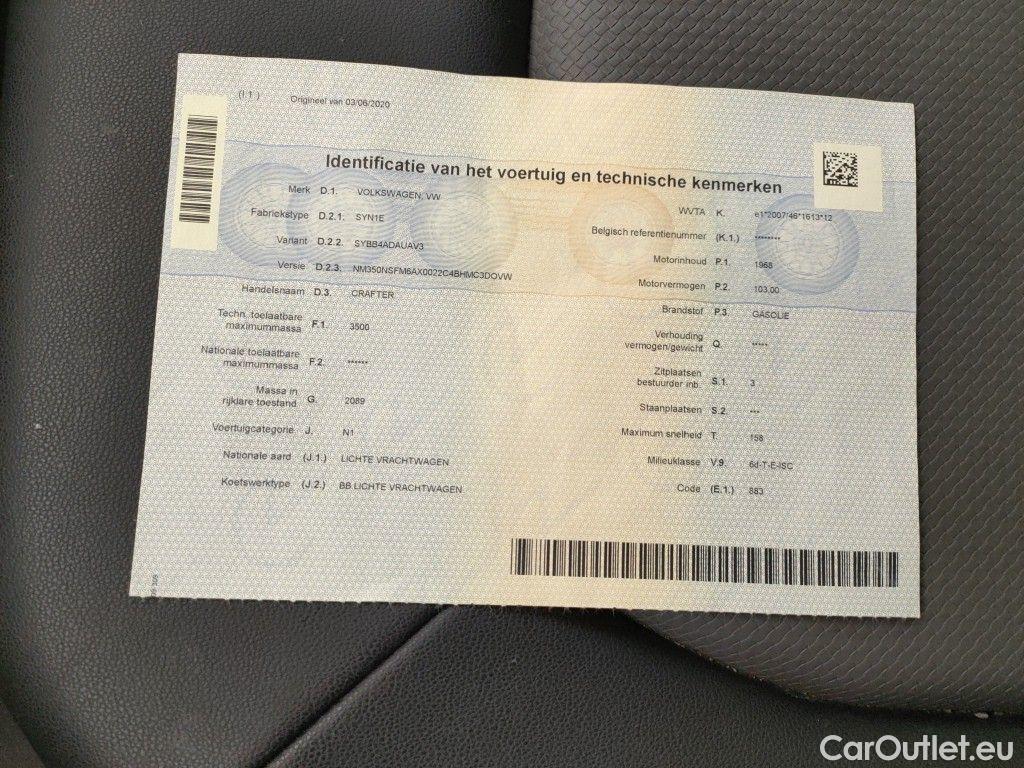 (I.1) Origineel van 03/06/2020
Identificatie van het voertuig en technische kenmerken
Merk D.1. VOLKSWAGEN, VW
Fabriekstype D.2.1. SYN1E
Variant D.2.2. SYBB4ADAUAV3
Versie D.2.3. NM350NSFM6AX0022C4BHMC3DOVW
Handelsnaam D.3. CRAFTER
Techn. toelaatbare
maximummassa F.1. 3500
Nationale toelaatbare
maximummassa F.2. ******
Massa in
rijklare toestand G. 2089
Voertuigcategorie J. N1
Nationale aard (J.1.) LICHTE VRACHTWAGEN
Koetswerktype (J.2.) BB LICHTE VRACHTWAGEN
WVTA K. e1*2007/46*1613*12
Belgisch referentienummer (K.1.) ********
Motorinhoud P.1. 1968
Motorvermogen P.2. 103.00
Brandstof P.3. GASOLIE
Verhouding
vermogen/gewicht Q. *****
Zitplaatsen
bestuurder inb. S.1. 3
Staanplaatsen S.2. ***
Maximum snelheid T. 158
Milieuklasse V.9. 6d-T-E-ISC
Code (E.1.) 883
CarOutlet.eu